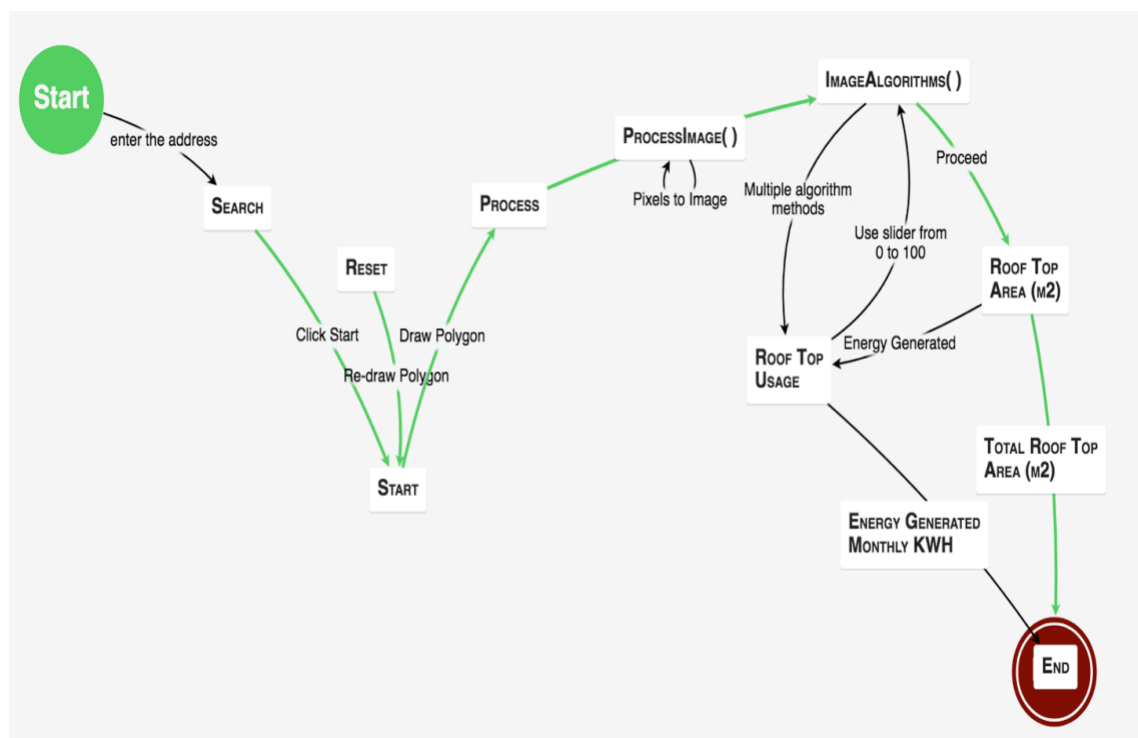 Start
enter the address
SEARCH
Click Start
RESET
Re-draw Polygon
START
Draw Polygon
PROCESS
PROCESSIMAGE( )
Pixels to Image
IMAGEALGORITHMS( )
Multiple algorithm
methods
Use slider from
0 to 100
Proceed
ROOF TOP
AREA (M2)
Energy Generated
ROOF TOP
USAGE
TOTAL ROOF TOP
AREA (M2)
ENERGY GENERATED
MONTHLY KWH
END